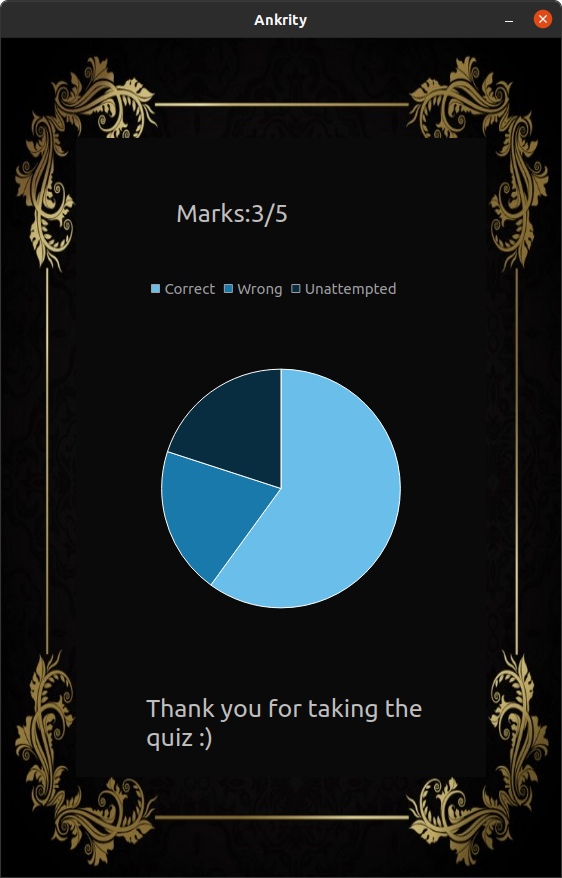 Ankrity
Marks:3/5
Correct Wrong Unattempted
Thank you for taking the
quiz :)